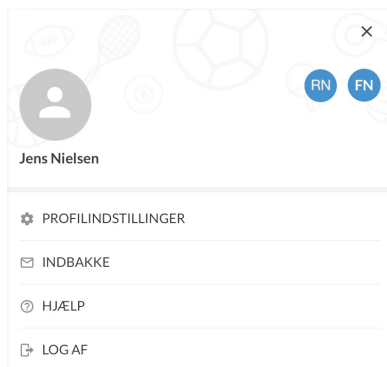 RN FN
Jens Nielsen
PROFILINDSTILLINGER
INDBAKKE
HJÆLP
LOG AF